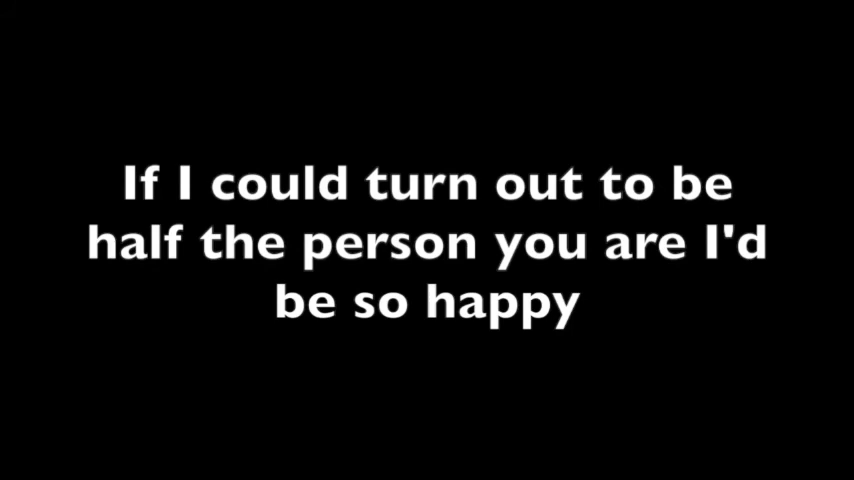 If I could turn out to be
half the person you are I'd
be so happy